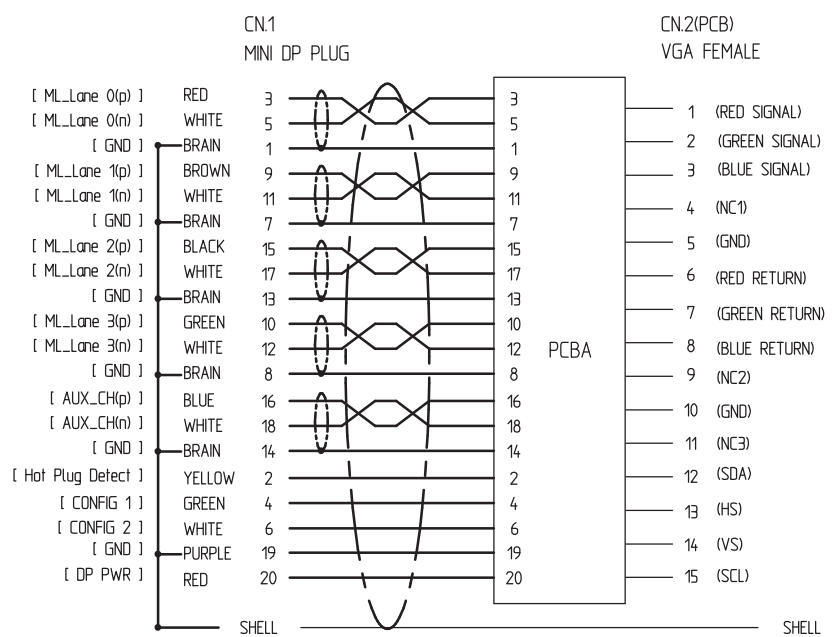 CN.1 CN.2(PCB)
MINI DP PLUG VGA FEMALE
[ ML_Lane 0(p) ] RED 3 3 1 (RED SIGNAL)
[ ML_Lane 0(n) ] WHITE 5 5 2 (GREEN SIGNAL)
[ GND ] BRAIN 1 1
[ ML_Lane 1(p) ] BROWN 9 9 3 (BLUE SIGNAL)
[ ML_Lane 1(n) ] WHITE 11 11 4 (NC1)
[ GND ] BRAIN 7 7
[ ML_Lane 2(p) ] BLACK 15 15 5 (GND)
[ ML_Lane 2(n) ] WHITE 17 17 6 (RED RETURN)
[ GND ] BRAIN 13 13
[ ML_Lane 3(p) ] GREEN 10 10 7 (GREEN RETURN)
[ ML_Lane 3(n) ] WHITE 12 12 PCBA 8 (BLUE RETURN)
[ GND ] BRAIN 8 8 9 (NC2)
[ AUX_CH(p) ] BLUE 16 16 10 (GND)
[ AUX_CH(n) ] WHITE 18 18
[ GND ] BRAIN 14 14 11 (NC3)
[ Hot Plug Detect ] YELLOW 2 2 12 (SDA)
[ CONFIG 1 ] GREEN 4 4 13 (HS)
[ CONFIG 2 ] WHITE 6 6
[ GND ] PURPLE 19 19 14 (VS)
[ DP PWR ] RED 20 20 15 (SCL)
SHELL SHELL